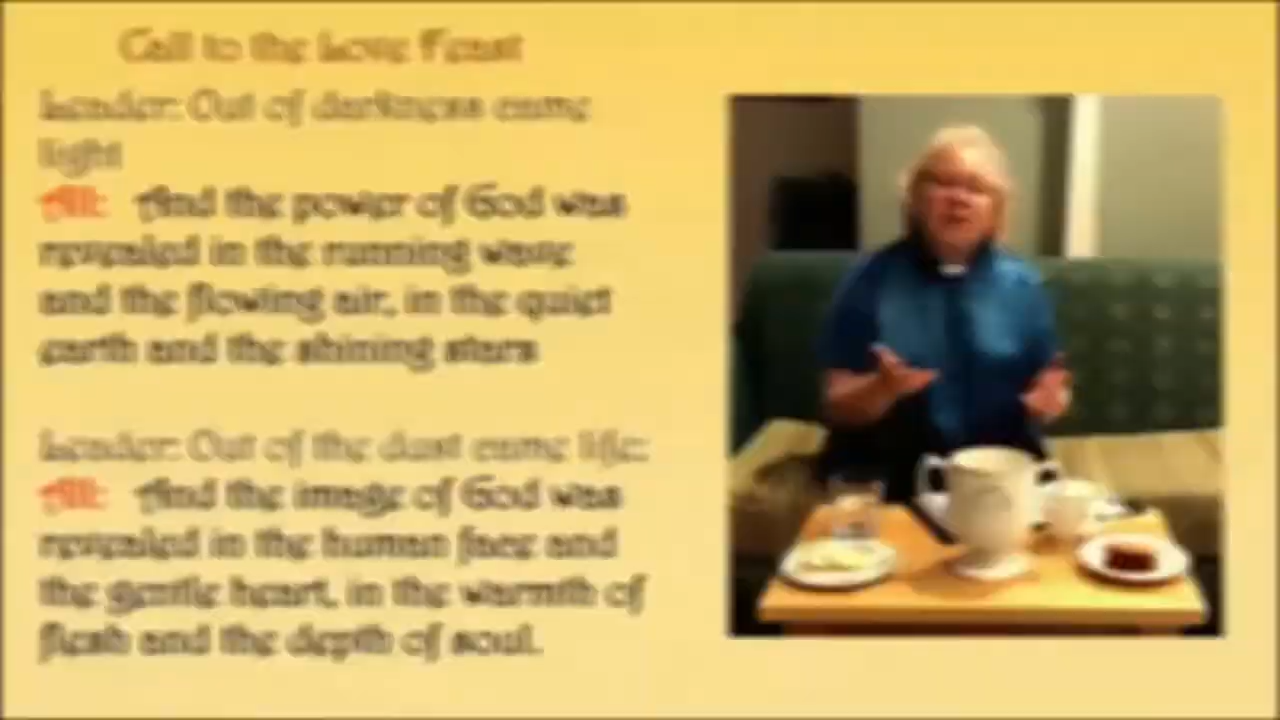 Call to the Love Feast
Leader: Out of darkness came
light
All: And the power of God was
revealed in the running wave
and the flowing air, in the quiet
earth and the shining stars
Leader: Out of the dust came life:
All: And the image of God was
revealed in the human face and
the gentle heart, in the warmth of
flesh and the depth of soul.